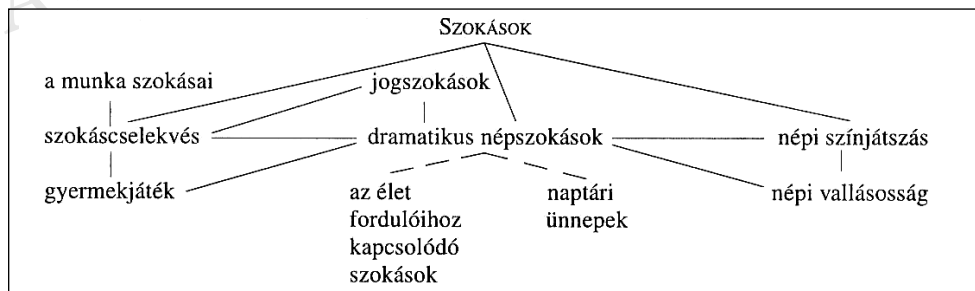 SZOKÁSOK
a munka szokásai jogszokások
szokáscselekvés dramatikus népszokások népi színjátszás
gyermekjáték az élet naptári népi vallásosság
fordulóihoz ünnepek
kapcsolódó
szokások